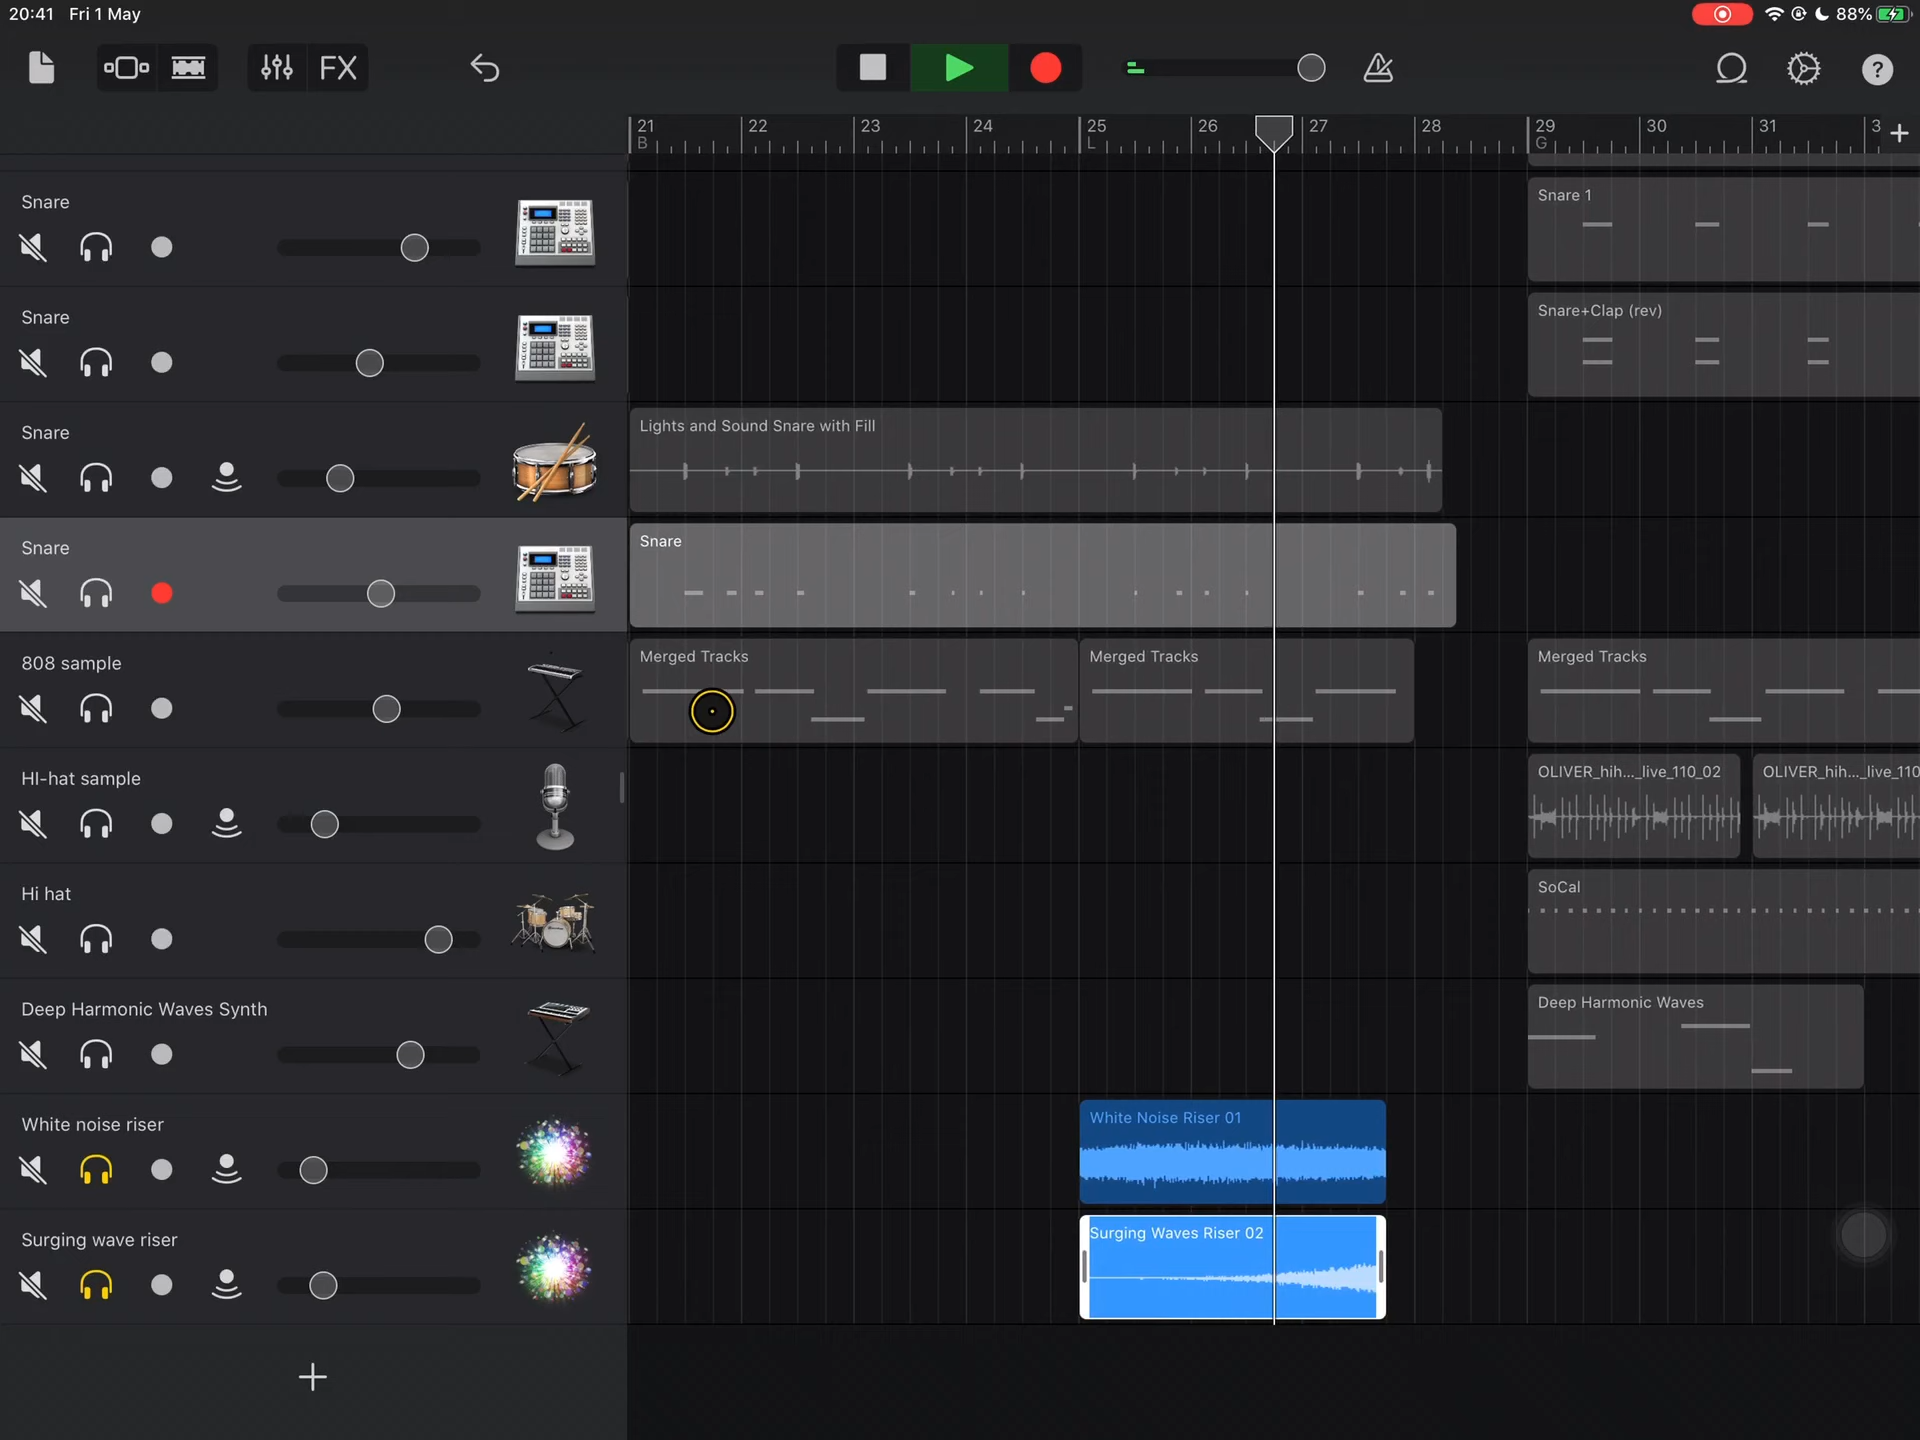 20:41 Fri 1 May
88%
FX
?
21 22 23 24 25 26 27 28 29 30 31 3
B L G
Snare
Snare 1
Snare
Snare+Clap (rev)
Snare
Lights and Sound Snare with Fill
Snare
Snare
808 sample
Merged Tracks
Merged Tracks
Merged Tracks
HI-hat sample
OLIVER_hih..._live_110_02
OLIVER_hih..._live_110
Hi hat
SoCal
Deep Harmonic Waves Synth
Deep Harmonic Waves
White noise riser
White Noise Riser 01
Surging wave riser
Surging Waves Riser 02